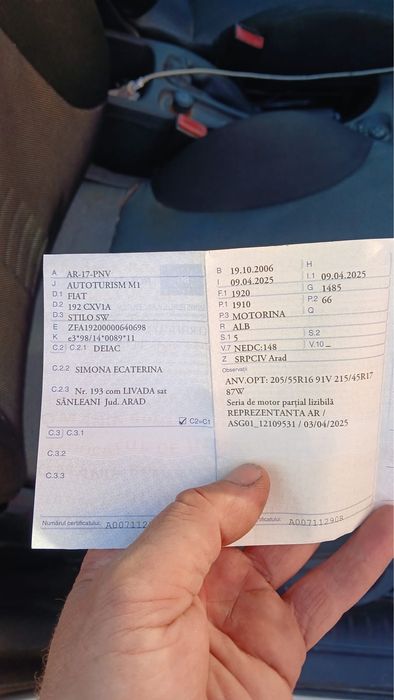 A AR-17-PNV
J AUTOTURISM M1
D.1 FIAT
D.2 192 CXV1A
D.3 STILO SW
E ZFA19200000640698
K e3*98/14*0089*11
C.2 C.2.1 DEIAC
C.2.2 SIMONA ECATERINA
C.2.3 Nr. 193 com LIVADA sat
SÂNLEANI Jud. ARAD
C2=C1
C.3 C.3.1
C.3.2
C.3.3
Numărul certificatului: A0071129
B 19.10.2006 H
I 09.04.2025 I.1 09.04.2025
F.1 1920 G 1485
P.1 1910 P.2 66
P.3 MOTORINA Q
R ALB
S.1 5 S.2
V.7 NEDC:148 V.10 _
Z SRPCIV Arad
Observații
ANV.OPT: 205/55R16 91V 215/45R17
87W
Seria de motor parțial lizibilă
REPREZENTANTA AR /
ASG01_12109531 / 03/04/2025
ificatului: A00711290R